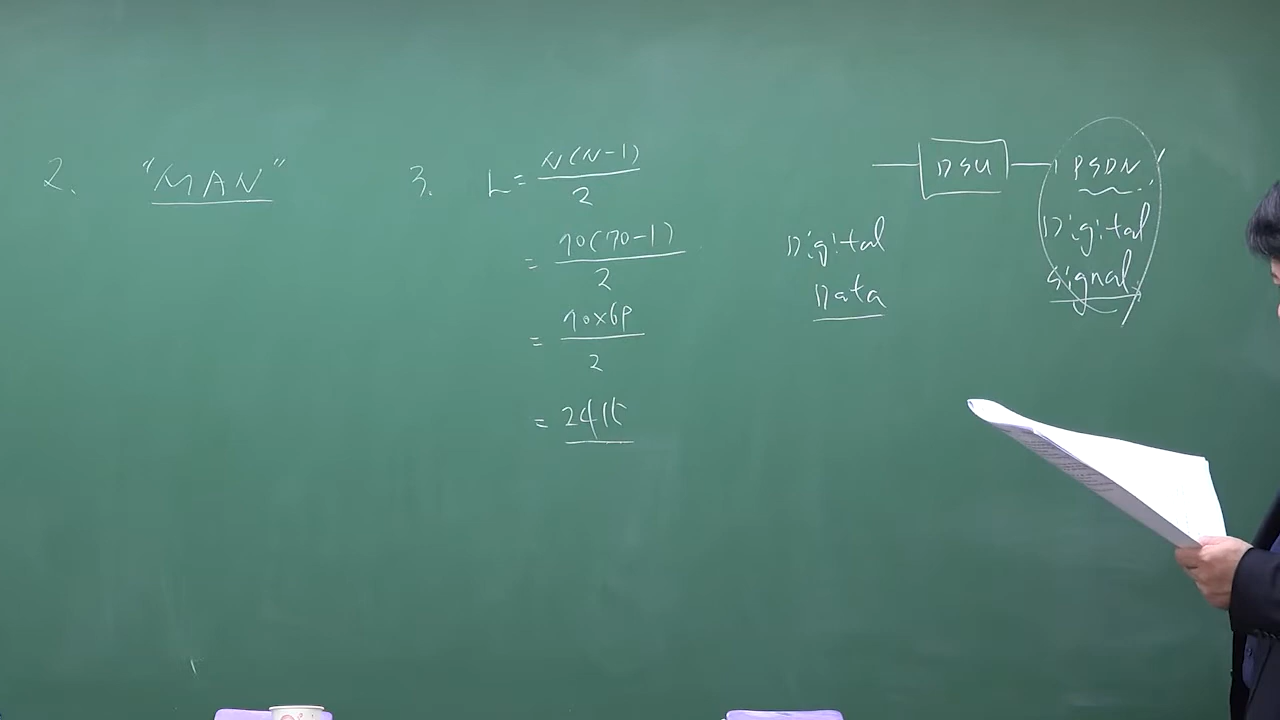 2. "MAN"
3. L = N(N-1) / 2
= 70(70-1) / 2
= 70×69 / 2
= 2415
DSU PSDN
Digital Data
Digital signal